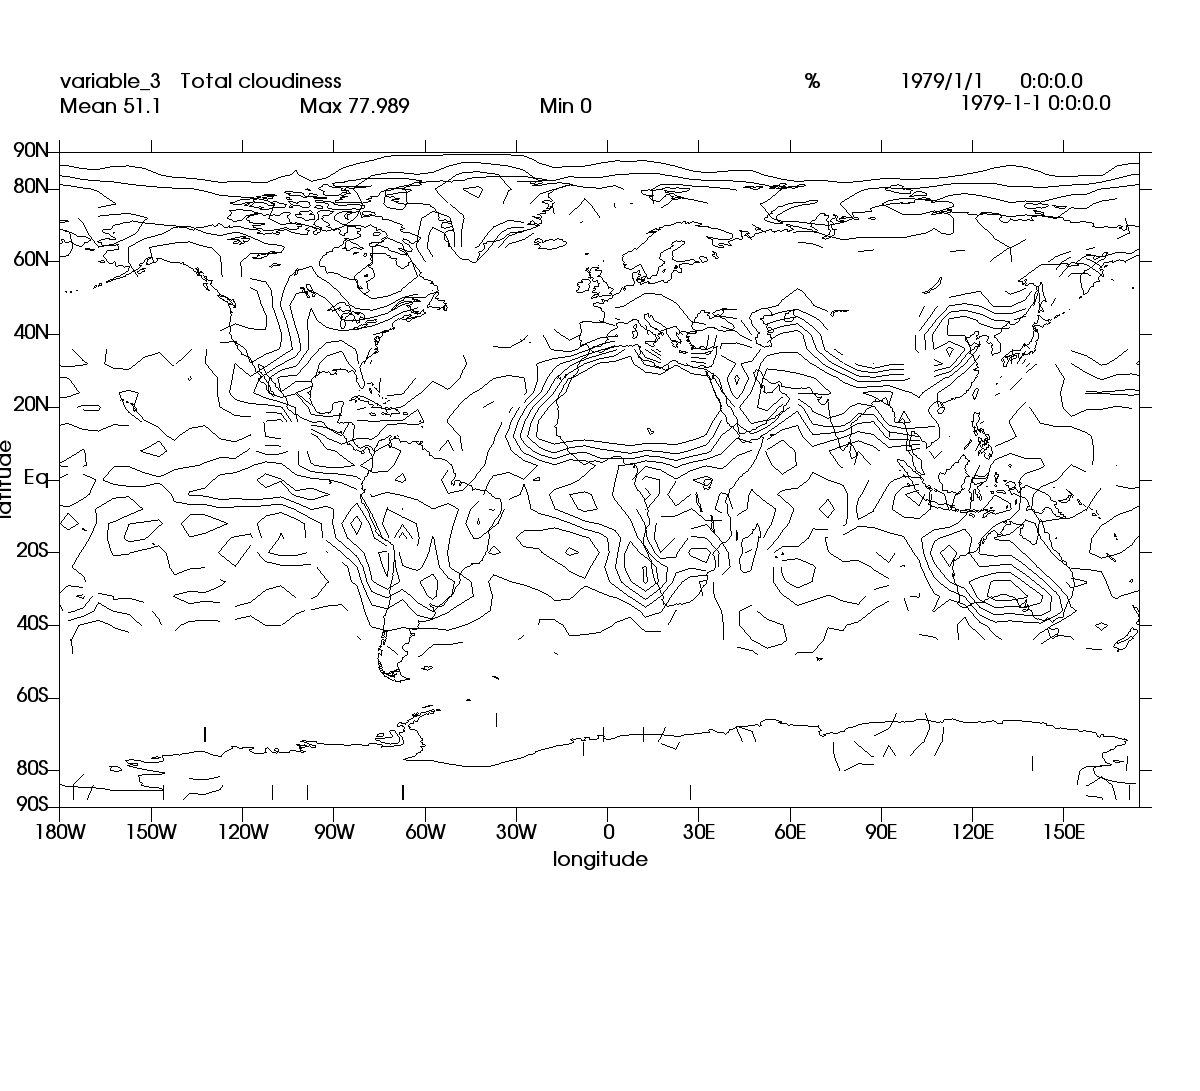 variable_3 Total cloudiness % 1979/1/1 0:0:0.0
Mean 51.1 Max 77.989 Min 0 1979-1-1 0:0:0.0
90N
80N
60N
40N
20N
Eq
20S
40S
60S
80S
90S
latitude
180W 150W 120W 90W 60W 30W 0 30E 60E 90E 120E 150E
longitude